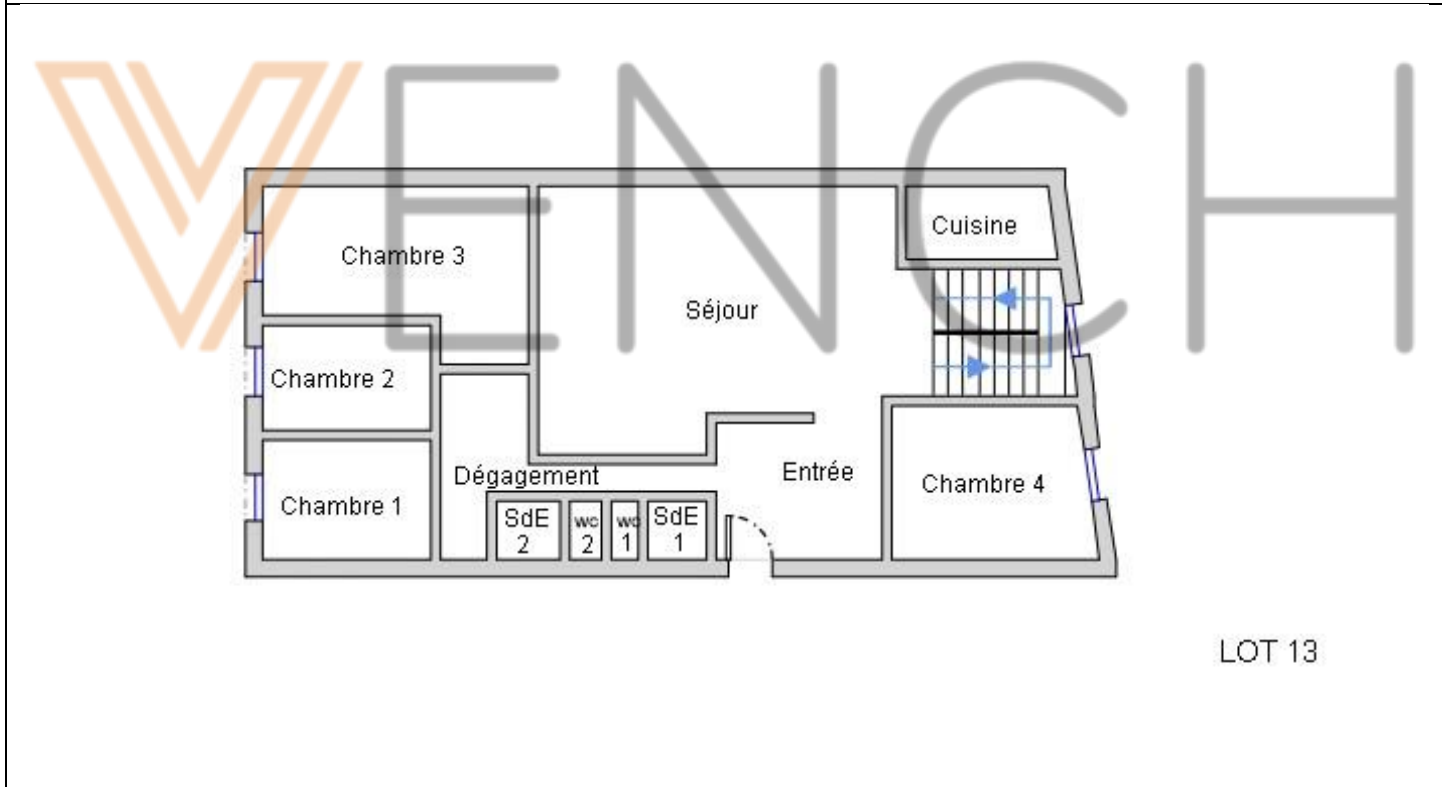 VENCH
Cuisine
Chambre 3
Séjour
Chambre 2
Entrée
Dégagement
Chambre 4
Chambre 1
SdE
2
wc
2
wc
1
SdE
1
LOT 13